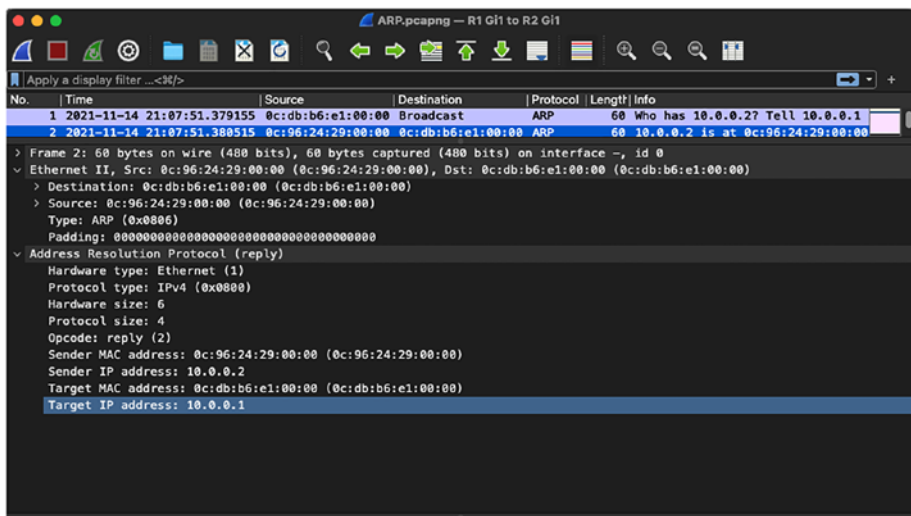 ARP.pcapng — R1 Gi1 to R2 Gi1
Apply a display filter ...<⌘/>
No. Time Source Destination Protocol Length Info
1 2021-11-14 21:07:51.379155 0c:db:b6:e1:00:00 Broadcast ARP 60 Who has 10.0.0.2? Tell 10.0.0.1
2 2021-11-14 21:07:51.380515 0c:96:24:29:00:00 0c:db:b6:e1:00:00 ARP 60 10.0.0.2 is at 0c:96:24:29:00:00
> Frame 2: 60 bytes on wire (480 bits), 60 bytes captured (480 bits) on interface -, id 0
Ethernet II, Src: 0c:96:24:29:00:00 (0c:96:24:29:00:00), Dst: 0c:db:b6:e1:00:00 (0c:db:b6:e1:00:00)
> Destination: 0c:db:b6:e1:00:00 (0c:db:b6:e1:00:00)
> Source: 0c:96:24:29:00:00 (0c:96:24:29:00:00)
Type: ARP (0x0806)
Padding: 000000000000000000000000000000000000
Address Resolution Protocol (reply)
Hardware type: Ethernet (1)
Protocol type: IPv4 (0x0800)
Hardware size: 6
Protocol size: 4
Opcode: reply (2)
Sender MAC address: 0c:96:24:29:00:00 (0c:96:24:29:00:00)
Sender IP address: 10.0.0.2
Target MAC address: 0c:db:b6:e1:00:00 (0c:db:b6:e1:00:00)
Target IP address: 10.0.0.1